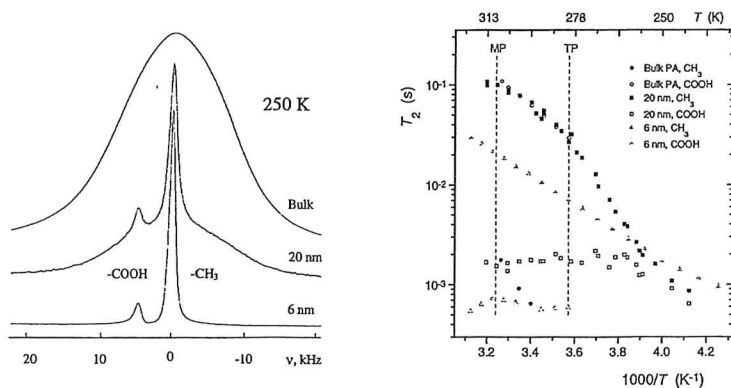 250 K
Bulk
20 nm
-COOH
-CH₃
6 nm
20
10
0
-10
ν, kHz
313
278
250
T (K)
MP
TP
Bulk PA, CH₃
Bulk PA, COOH
20 nm, CH₃
20 nm, COOH
6 nm, CH₃
6 nm, COOH
T₂ (s)
10⁻¹
10⁻²
10⁻³
3.2
3.4
3.6
3.8
4.0
4.2
1000/T (K⁻¹)